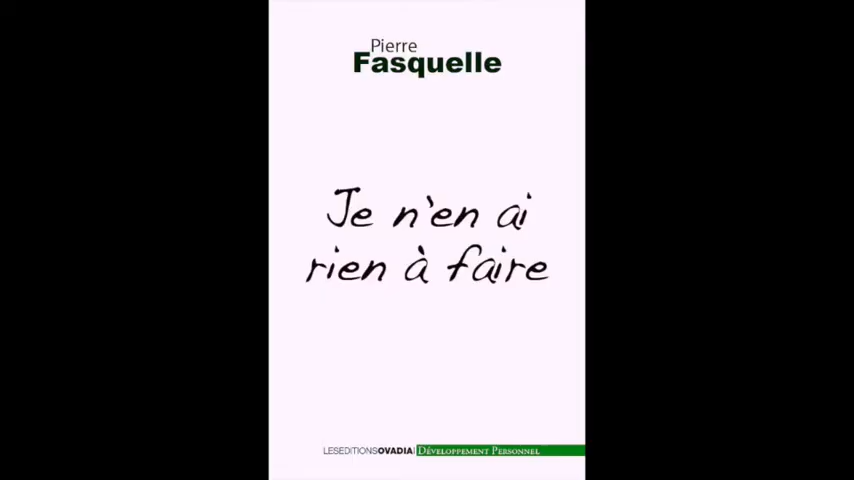 Pierre
Fasquelle
Je n'en ai
rien à faire
LESEDITIONSOVADIA Développement Personnel